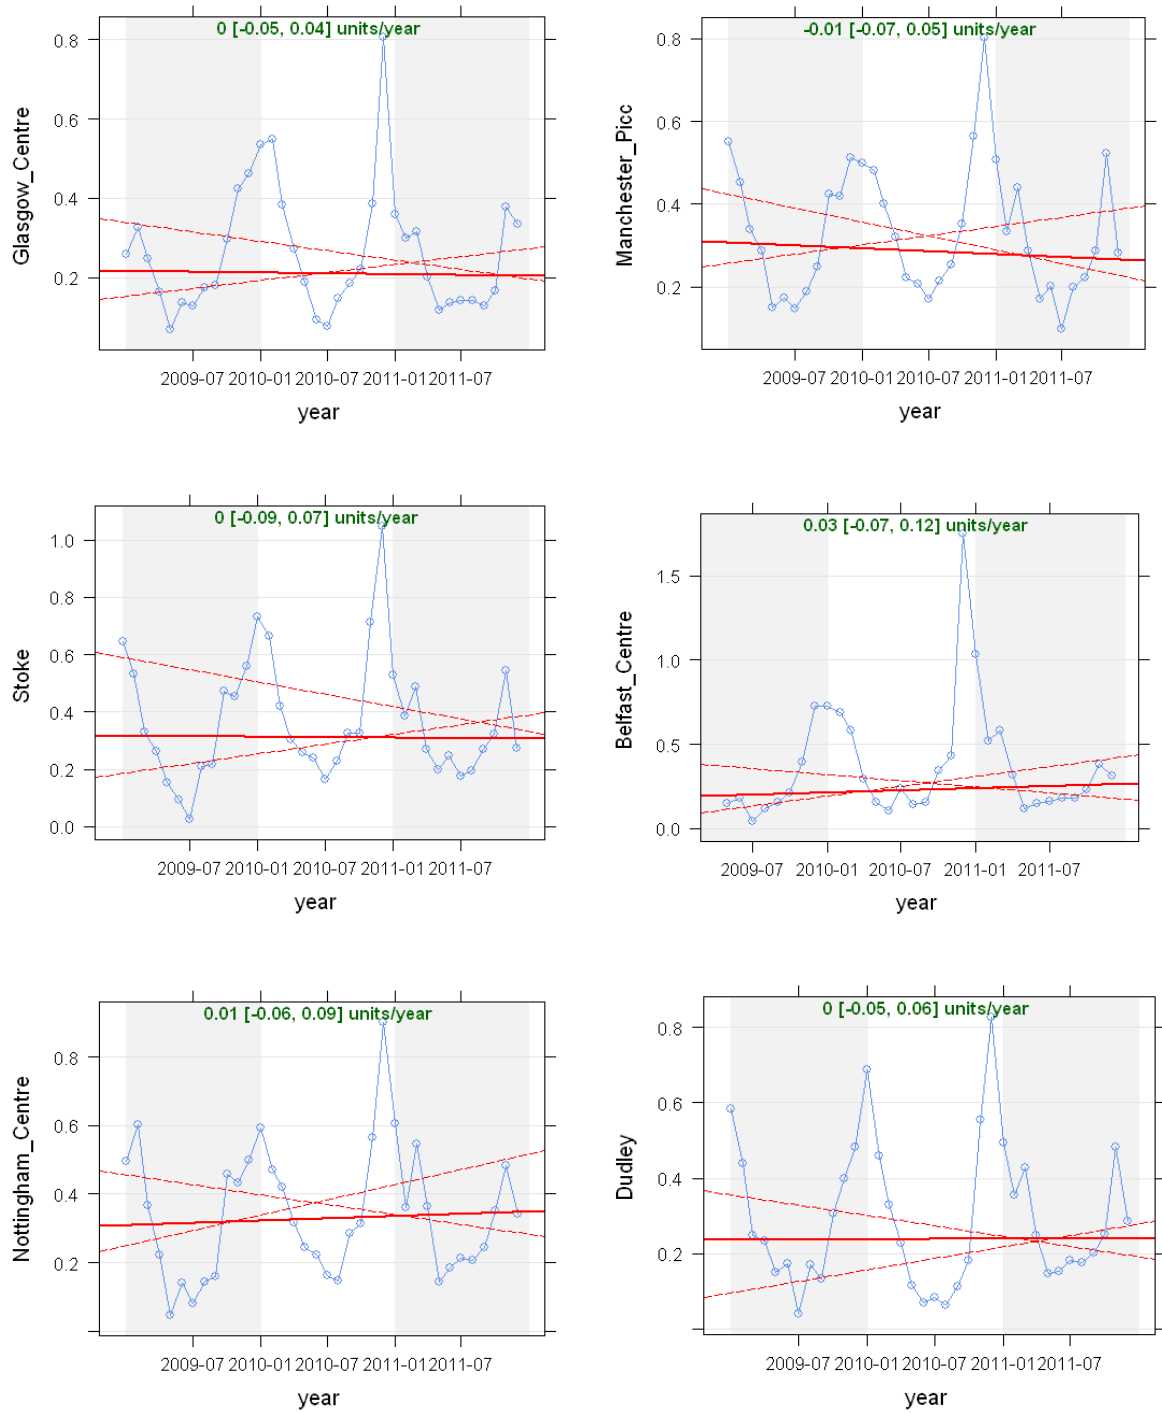 0 [-0.05, 0.04] units/year
Glasgow_Centre
0.8
0.6
0.4
0.2
2009-07 2010-01 2010-07 2011-01 2011-07
year
-0.01 [-0.07, 0.05] units/year
Manchester_Picc
0.8
0.6
0.4
0.2
2009-07 2010-01 2010-07 2011-01 2011-07
year
0 [-0.09, 0.07] units/year
Stoke
1.0
0.8
0.6
0.4
0.2
0.0
2009-07 2010-01 2010-07 2011-01 2011-07
year
0.03 [-0.07, 0.12] units/year
Belfast_Centre
1.5
1.0
0.5
0.0
2009-07 2010-01 2010-07 2011-01 2011-07
year
0.01 [-0.06, 0.09] units/year
Nottingham_Centre
0.8
0.6
0.4
0.2
2009-07 2010-01 2010-07 2011-01 2011-07
year
0 [-0.05, 0.06] units/year
Dudley
0.8
0.6
0.4
0.2
2009-07 2010-01 2010-07 2011-01 2011-07
year